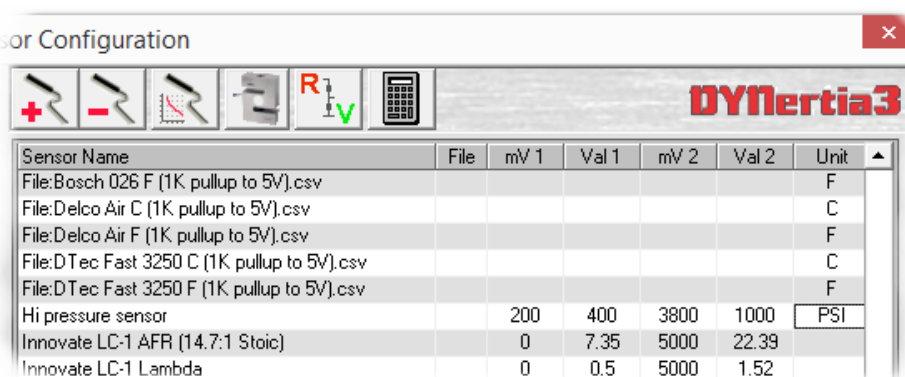 sor Configuration
R
V
DYNertia3
Sensor Name File mV 1 Val 1 mV 2 Val 2 Unit
File:Bosch 026 F (1K pullup to 5V).csv F
File:Delco Air C (1K pullup to 5V).csv C
File:Delco Air F (1K pullup to 5V).csv F
File:DTec Fast 3250 C (1K pullup to 5V).csv C
File:DTec Fast 3250 F (1K pullup to 5V).csv F
Hi pressure sensor 200 400 3800 1000 PSI
Innovate LC-1 AFR (14.7:1 Stoic) 0 7.35 5000 22.39
Innovate LC-1 Lambda 0 0.5 5000 1.52